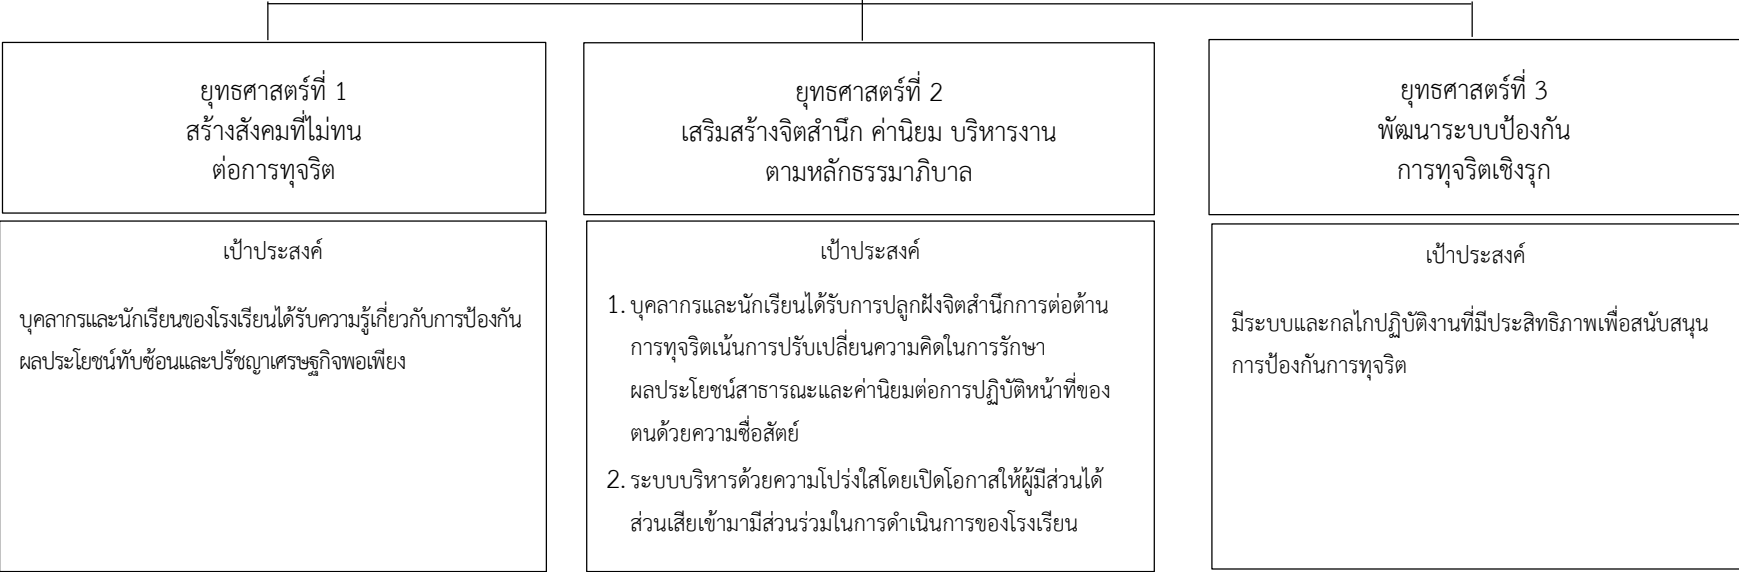 ยุทธศาสตร์ที่ 1
สร้างสังคมที่ไม่ทน
ต่อการทุจริต
เป้าประสงค์
บุคลากรและนักเรียนของโรงเรียนได้รับความรู้เกี่ยวกับการป้องกัน
ผลประโยชน์ทับซ้อนและปรัชญาเศรษฐกิจพอเพียง
ยุทธศาสตร์ที่ 2
เสริมสร้างจิตสำนึก ค่านิยม บริหารงาน
ตามหลักธรรมาภิบาล
เป้าประสงค์
1. บุคลากรและนักเรียนได้รับการปลูกฝังจิตสำนึกการต่อต้าน
การทุจริตเน้นการปรับเปลี่ยนความคิดในการรักษา
ผลประโยชน์สาธารณะและค่านิยมต่อการปฏิบัติหน้าที่ของ
ตนด้วยความซื่อสัตย์
2. ระบบบริหารด้วยความโปร่งใสโดยเปิดโอกาสให้ผู้มีส่วนได้
ส่วนเสียเข้ามามีส่วนร่วมในการดำเนินการของโรงเรียน
ยุทธศาสตร์ที่ 3
พัฒนาระบบป้องกัน
การทุจริตเชิงรุก
เป้าประสงค์
มีระบบและกลไกปฏิบัติงานที่มีประสิทธิภาพเพื่อสนับสนุน
การป้องกันการทุจริต